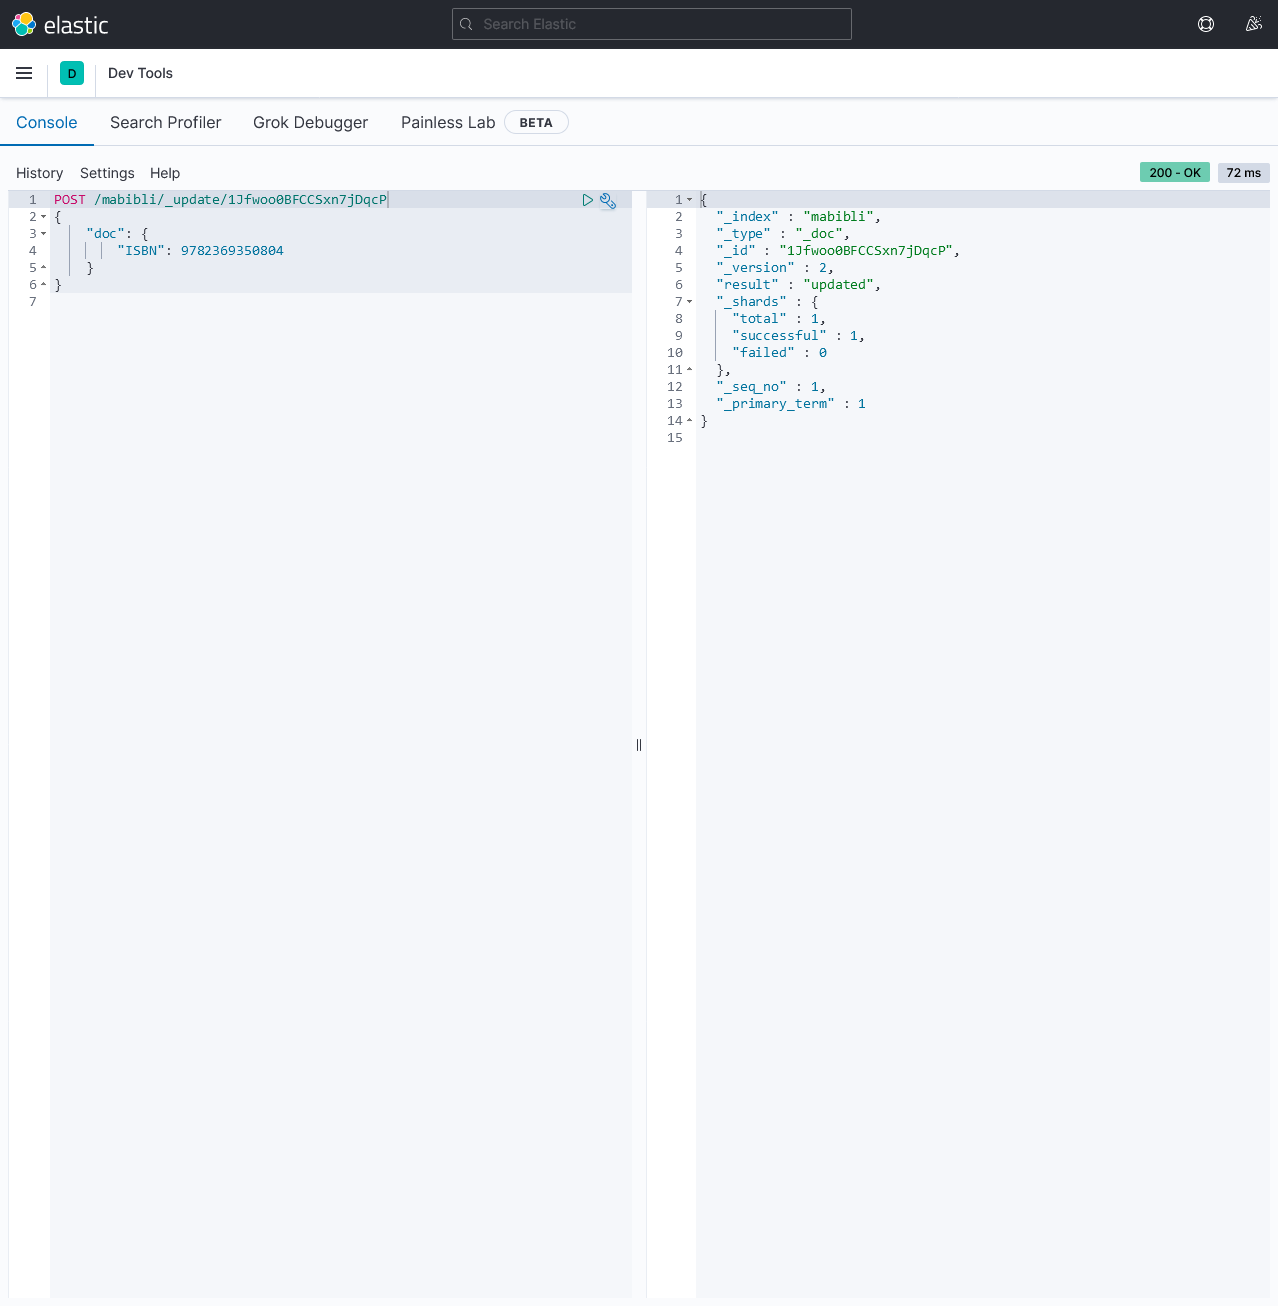 elastic
Search Elastic
D
Dev Tools
Console
Search Profiler
Grok Debugger
Painless Lab
BETA
History
Settings
Help
200 - OK
72 ms
1 POST /mabibli/_update/1Jfwoo0BFCCSxn7jDqcP
2 {
3 "doc": {
4 "ISBN": 9782369350804
5 }
6 }
7
1 {
2 "_index" : "mabibli",
3 "_type" : "_doc",
4 "_id" : "1Jfwoo0BFCCSxn7jDqcP",
5 "_version" : 2,
6 "result" : "updated",
7 "_shards" : {
8 "total" : 1,
9 "successful" : 1,
10 "failed" : 0
11 },
12 "_seq_no" : 1,
13 "_primary_term" : 1
14 }
15